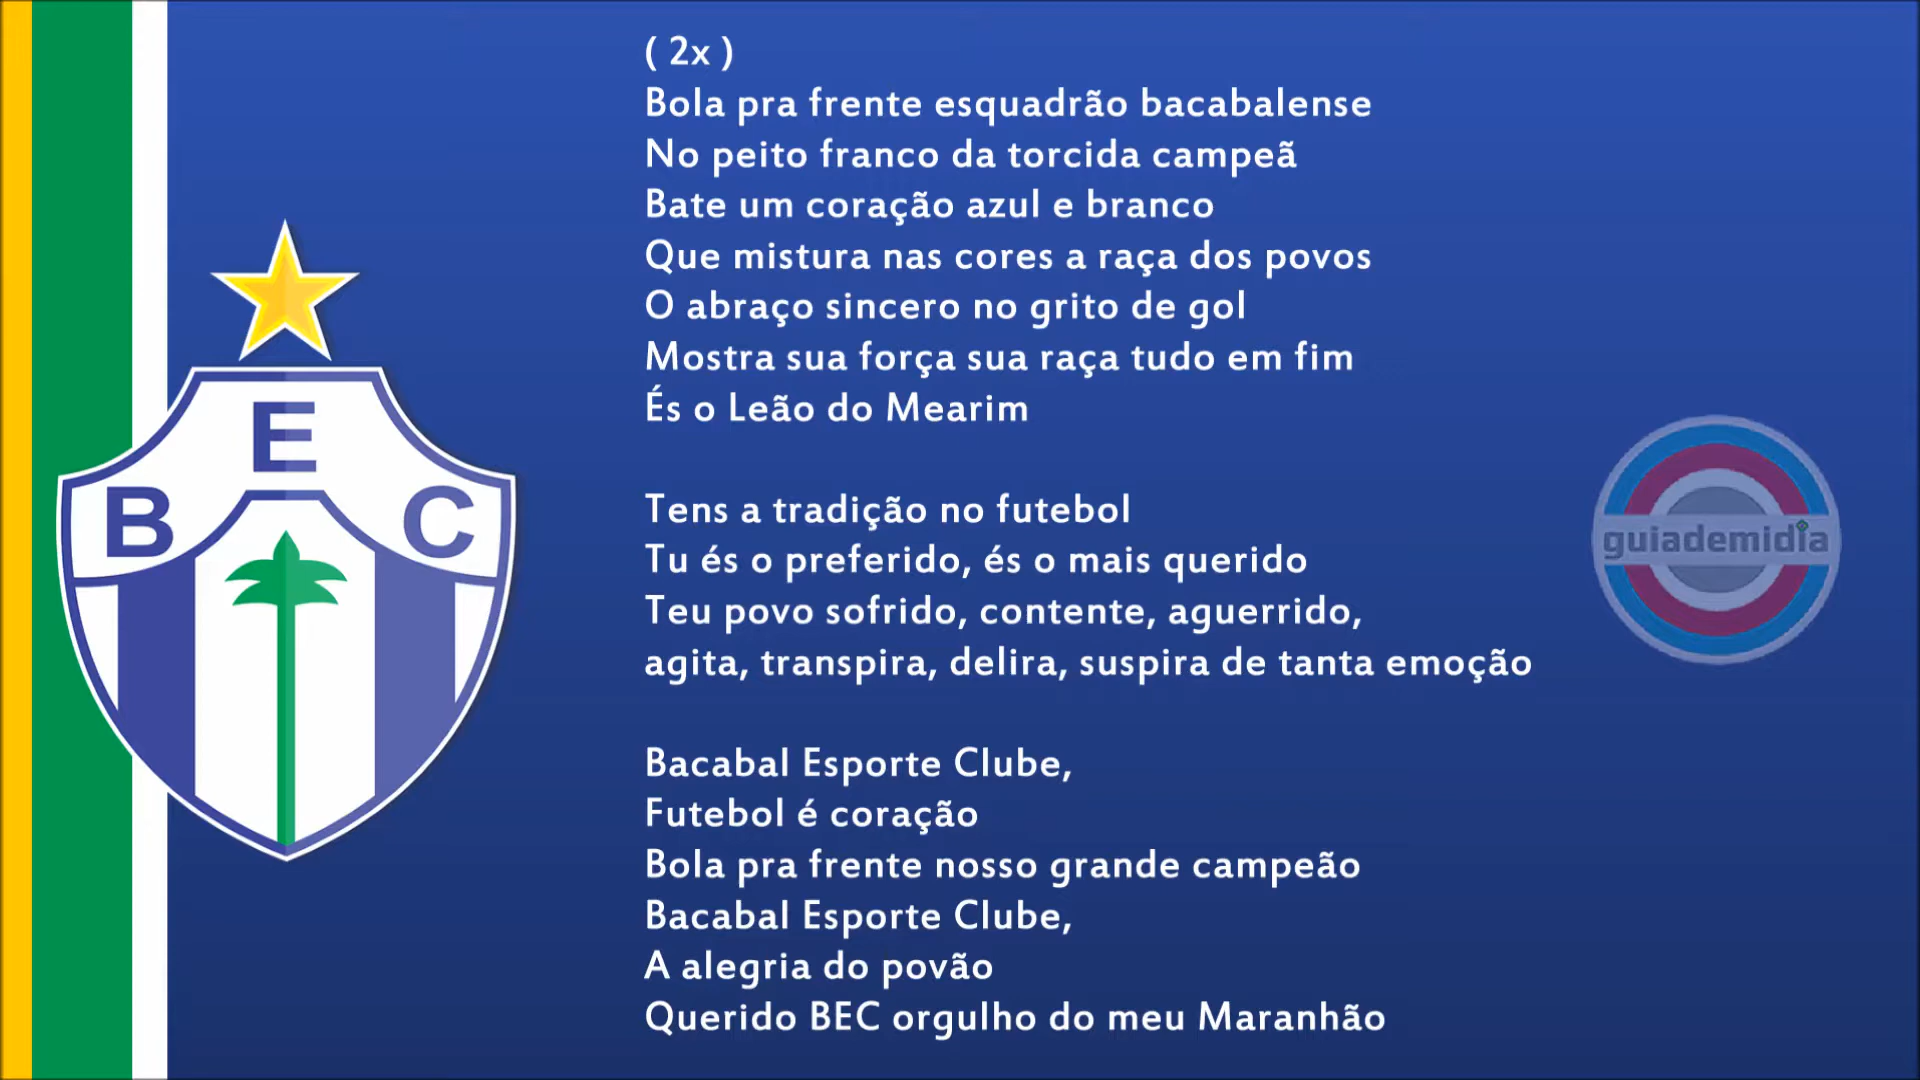 ( 2x )
Bola pra frente esquadrão bacabalense
No peito franco da torcida campeã
Bate um coração azul e branco
Que mistura nas cores a raça dos povos
O abraço sincero no grito de gol
Mostra sua força sua raça tudo em fim
És o Leão do Mearim
Tens a tradição no futebol
Tu és o preferido, és o mais querido
Teu povo sofrido, contente, aguerrido,
agita, transpira, delira, suspira de tanta emoção
Bacabal Esporte Clube,
Futebol é coração
Bola pra frente nosso grande campeão
Bacabal Esporte Clube,
A alegria do povão
Querido BEC orgulho do meu Maranhão
B E C
guiademidia